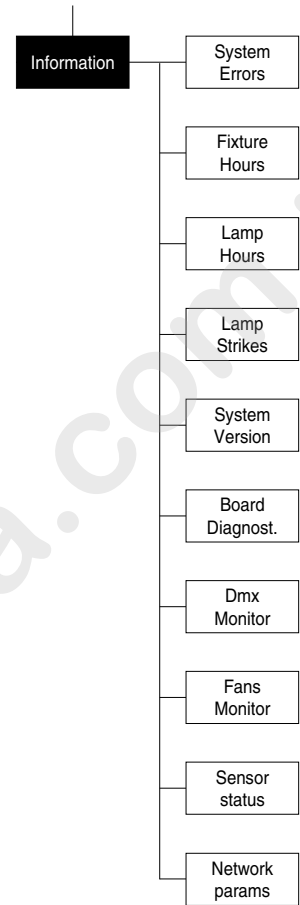 Information
System
Errors
Fixture
Hours
Lamp
Hours
Lamp
Strikes
System
Version
Board
Diagnost.
Dmx
Monitor
Fans
Monitor
Sensor
status
Network
params
a.com